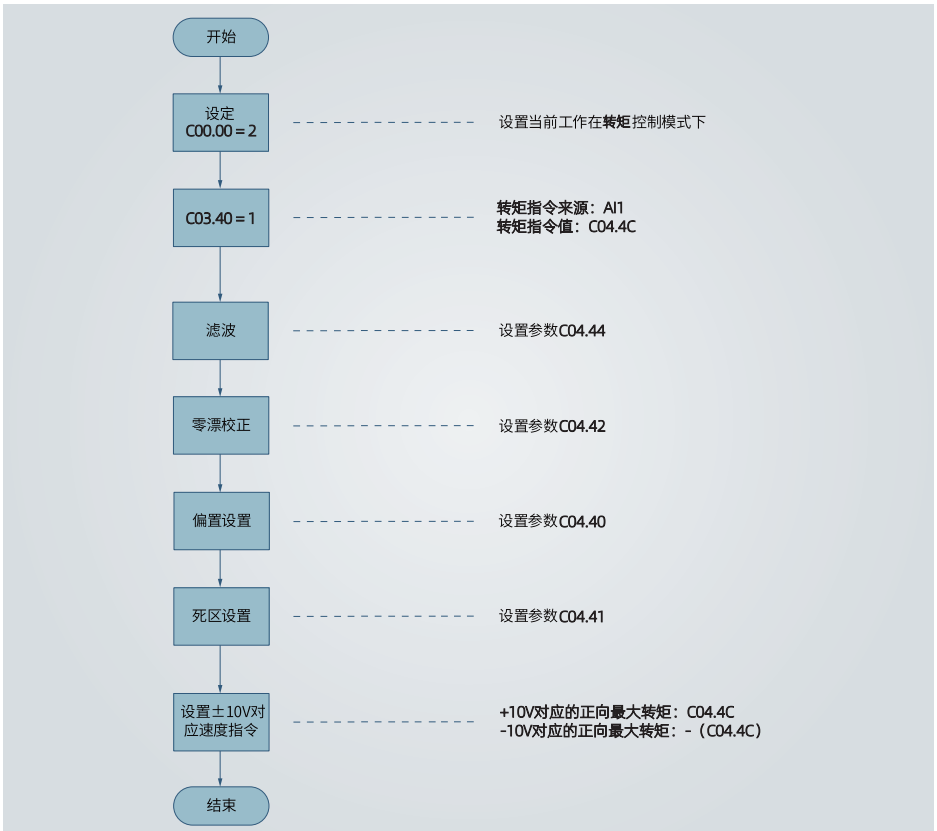 开始
设定
C00.00 = 2
设置当前工作在转矩控制模式下
C03.40 = 1
转矩指令来源：AI1
转矩指令值：C04.4C
滤波
设置参数C04.44
零漂校正
设置参数C04.42
偏置设置
设置参数C04.40
死区设置
设置参数C04.41
设置±10V对
应速度指令
+10V对应的正向最大转矩：C04.4C
-10V对应的正向最大转矩：-（C04.4C）
结束